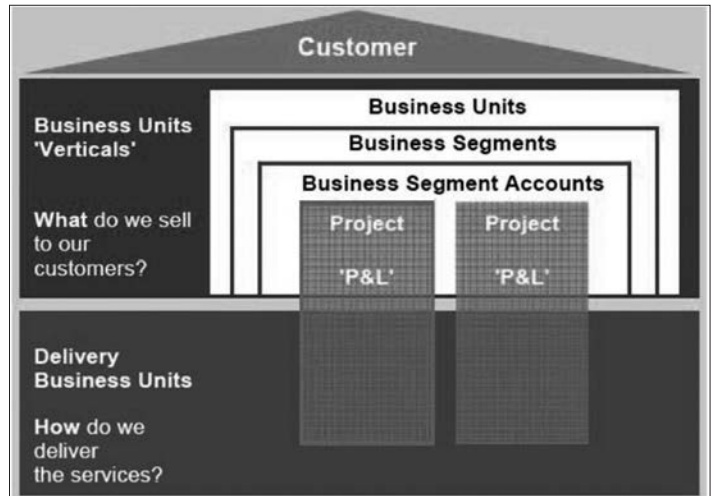 Customer
Business Units
'Verticals'
What do we sell
to our
customers?
Business Units
Business Segments
Business Segment Accounts
Project
'P&L'
Project
'P&L'
Delivery
Business Units
How do we
deliver
the services?